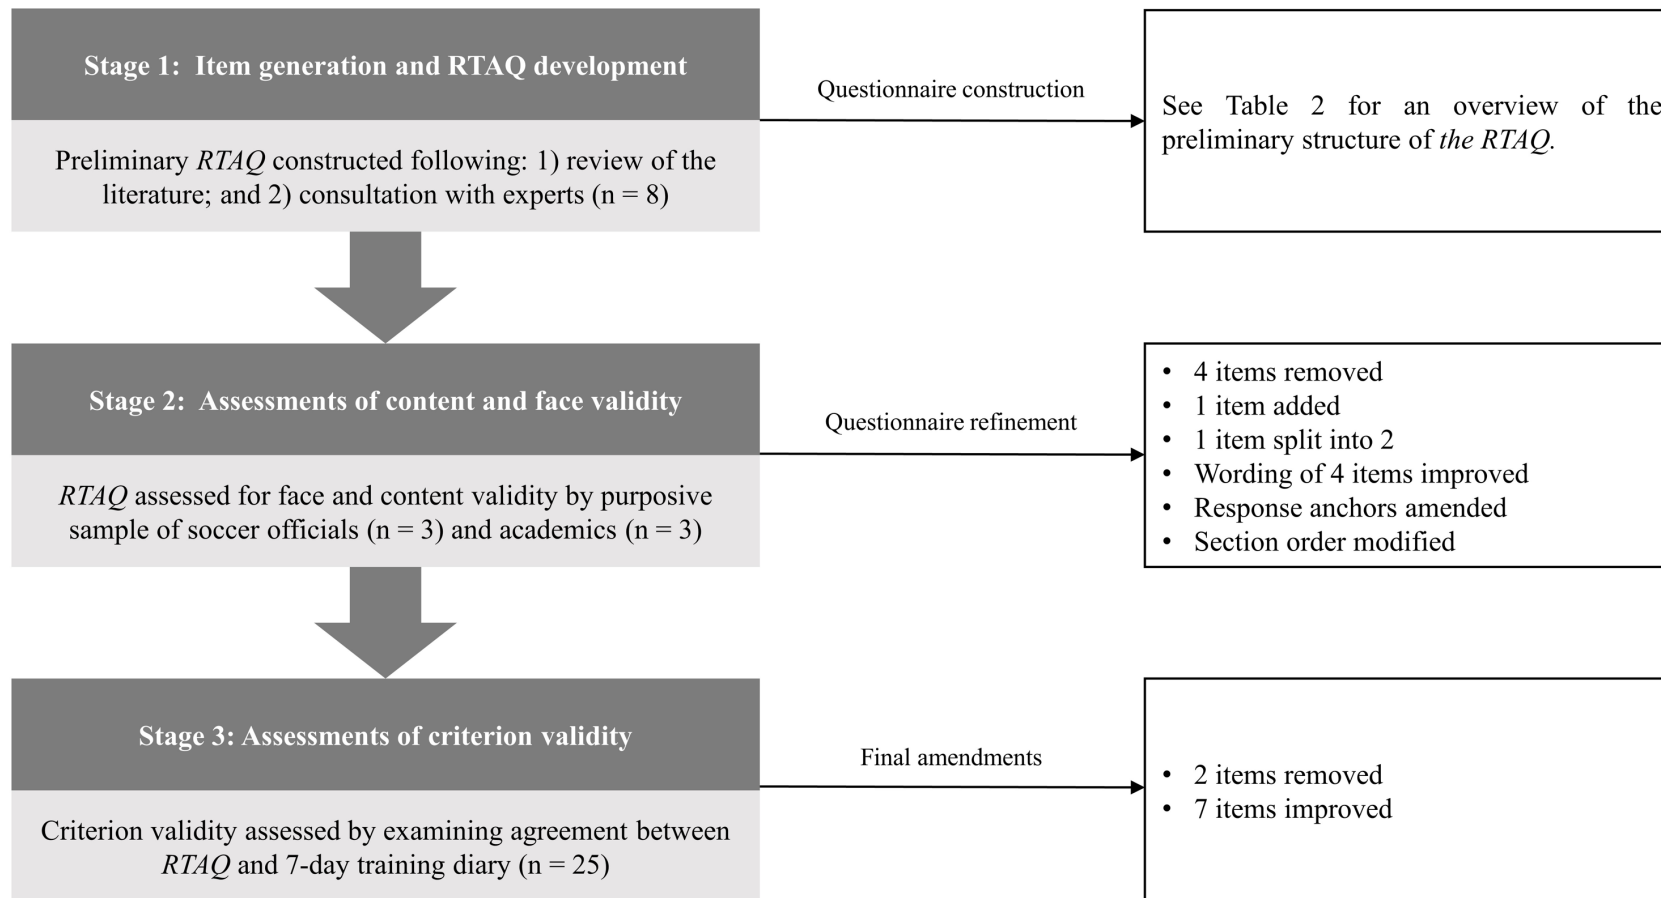 Stage 1: Item generation and RTAQ development
Preliminary RTAQ constructed following: 1) review of the
literature; and 2) consultation with experts (n = 8)
Questionnaire construction
See Table 2 for an overview of the
preliminary structure of the RTAQ.
Stage 2: Assessments of content and face validity
RTAQ assessed for face and content validity by purposive
sample of soccer officials (n = 3) and academics (n = 3)
Questionnaire refinement
• 4 items removed
• 1 item added
• 1 item split into 2
• Wording of 4 items improved
• Response anchors amended
• Section order modified
Stage 3: Assessments of criterion validity
Criterion validity assessed by examining agreement between
RTAQ and 7-day training diary (n = 25)
Final amendments
• 2 items removed
• 7 items improved